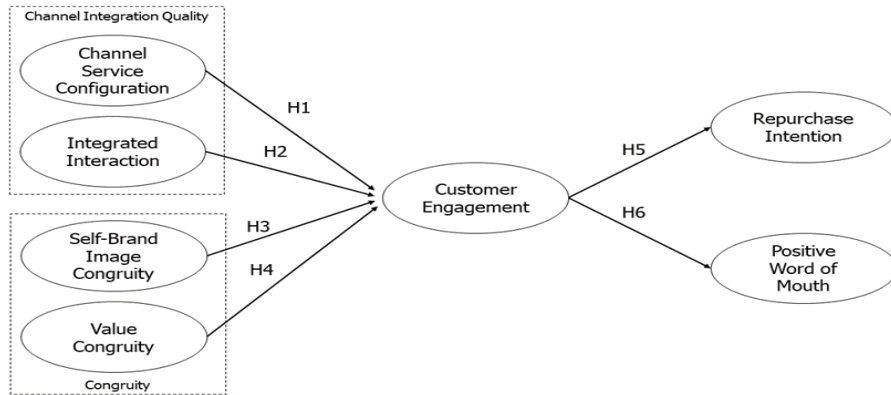 Channel Integration Quality
Channel
Service
Configuration
H1
Integrated
Interaction
H2
Self-Brand
Image
Congruity
H3
Value
Congruity
H4
Congruity
Customer
Engagement
H5
Repurchase
Intention
H6
Positive
Word of
Mouth